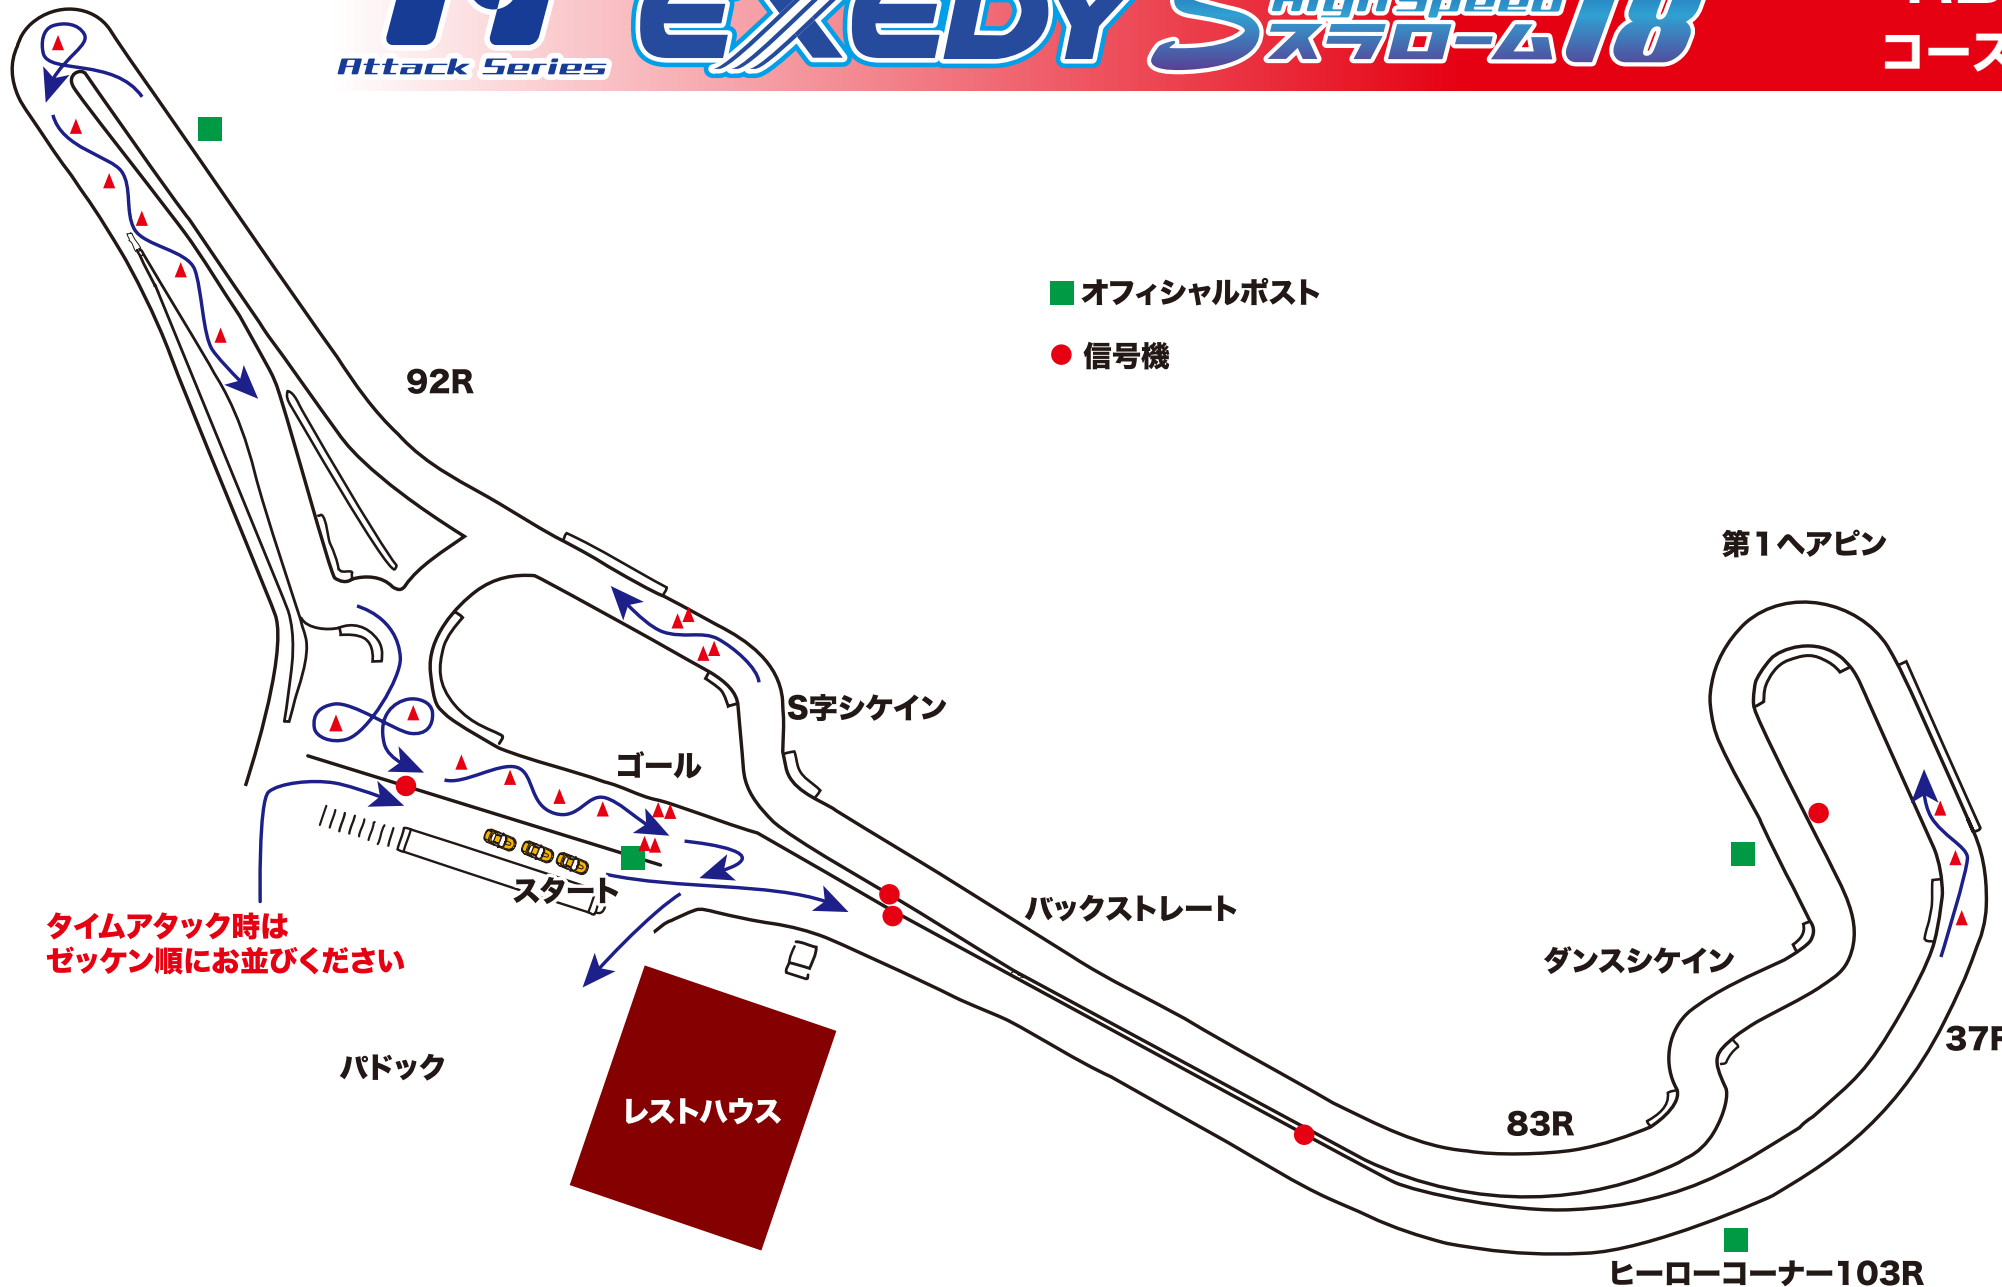 Attack Series
EXEDY
High Speed
スラローム
18
コース
92R
オフィシャルポスト
信号機
第1ヘアピン
S字シケイン
ゴール
スタート
バックストレート
ダンスシケイン
タイムアタック時は
ゼッケン順にお並びください
37R
パドック
レストハウス
83R
ヒーローコーナー103R